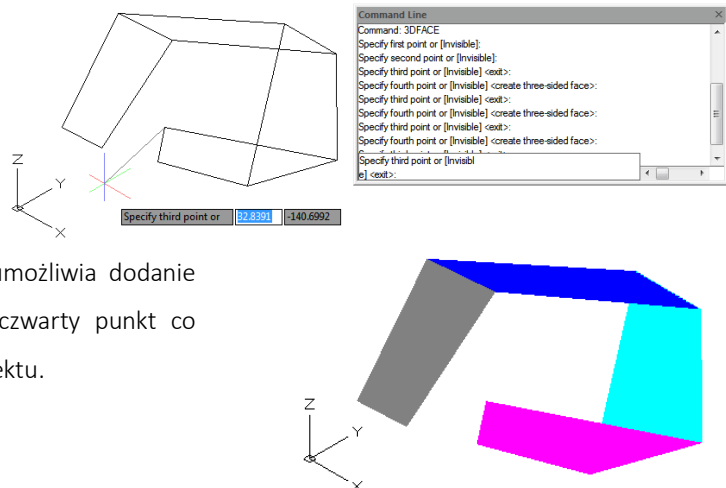 Command Line
Command: 3DFACE
Specify first point or [Invisible]:
Specify second point or [Invisible]:
Specify third point or [Invisible] <exit>:
Specify fourth point or [Invisible] <create three-sided face>:
Specify third point or [Invisible] <exit>:
Specify fourth point or [Invisible] <create three-sided face>:
Specify third point or [Invisible] <exit>:
Specify fourth point or [Invisible] <create three-sided face>:
Specify third point or [Invisibl
e] <exit>:
Z
Y
X
Specify third point or 32.8391 -140.6992
umożliwia dodanie
czwarty punkt co
ektu.
Z
Y
X